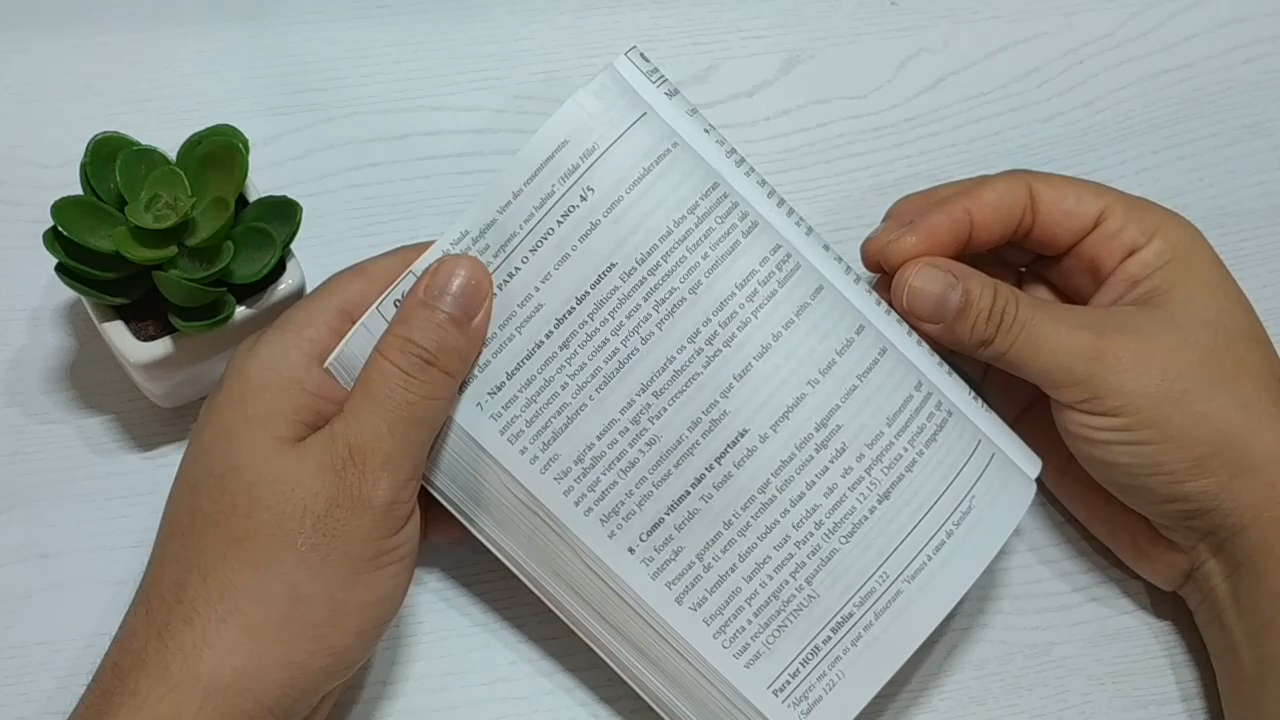 Nada.
defeitos. Vem dos ressentimentos.
serpente, e nos habita" (Hilda Hilst)
PARA O NOVO ANO, 4/5
ano novo tem a ver com o modo como consideramos os
das outras pessoas.
7 - Não destruirás as obras dos outros.
Tu tens visto como agem os políticos. Eles falam mal dos que vieram
antes, culpando-os por todos os problemas que precisam administrar.
Eles destroem as boas coisas que seus antecessores fizeram. Quando
as conservam, colocam suas próprias placas, como se tivessem sido
os idealizadores e realizadores dos projetos que continuam dando
certo.
Não agirás assim, mas valorizarás os que os outros fazem, em casa,
no trabalho ou na igreja. Reconhecerás que fazes o que fazes graças
aos que vieram antes. Para cresceres, sabes que não precisas diminuir
os outros (João 3.30).
Alegra-te em continuar; não tens que fazer tudo do teu jeito, como
se o teu jeito fosse sempre melhor.
8 - Como vítima não te portarás.
Tu foste ferido. Tu foste ferido de propósito. Tu foste ferido sem
intenção.
Pessoas gostam de ti sem que tenhas feito alguma coisa. Pessoas não
gostam de ti sem que tenhas feito coisa alguma.
Vais lembrar disto todos os dias da tua vida?
Enquanto lambes tuas feridas, não vês os bons alimentos que
esperam por ti à mesa. Para de comer teus próprios ressentimentos.
Corta a amargura pela raiz (Hebreus 12.15). Deixa a prisão em que
tuas reclamações te guardam. Quebra as algemas que te impedem de
voar. [CONTINUA]
Para ler HOJE na Bíblia: Salmo 122
"Alegrei-me com os que me disseram: "Vamos à casa do Senhor!""
(Salmo 122.1)